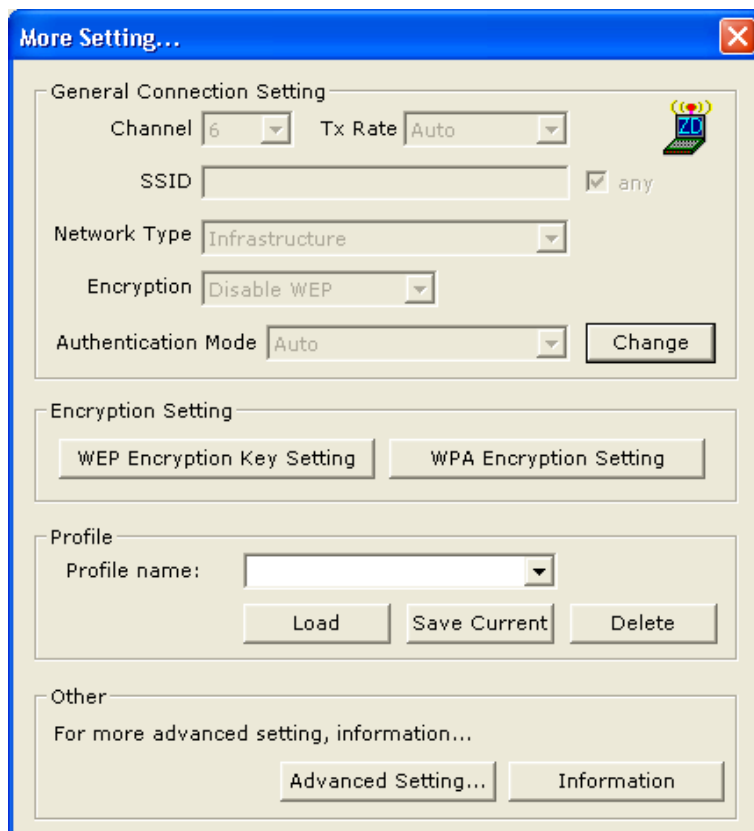 More Setting...
General Connection Setting
Channel 6 Tx Rate Auto
ZD
SSID any
Network Type Infrastructure
Encryption Disable WEP
Authentication Mode Auto Change
Encryption Setting
WEP Encryption Key Setting WPA Encryption Setting
Profile
Profile name:
Load Save Current Delete
Other
For more advanced setting, information...
Advanced Setting... Information